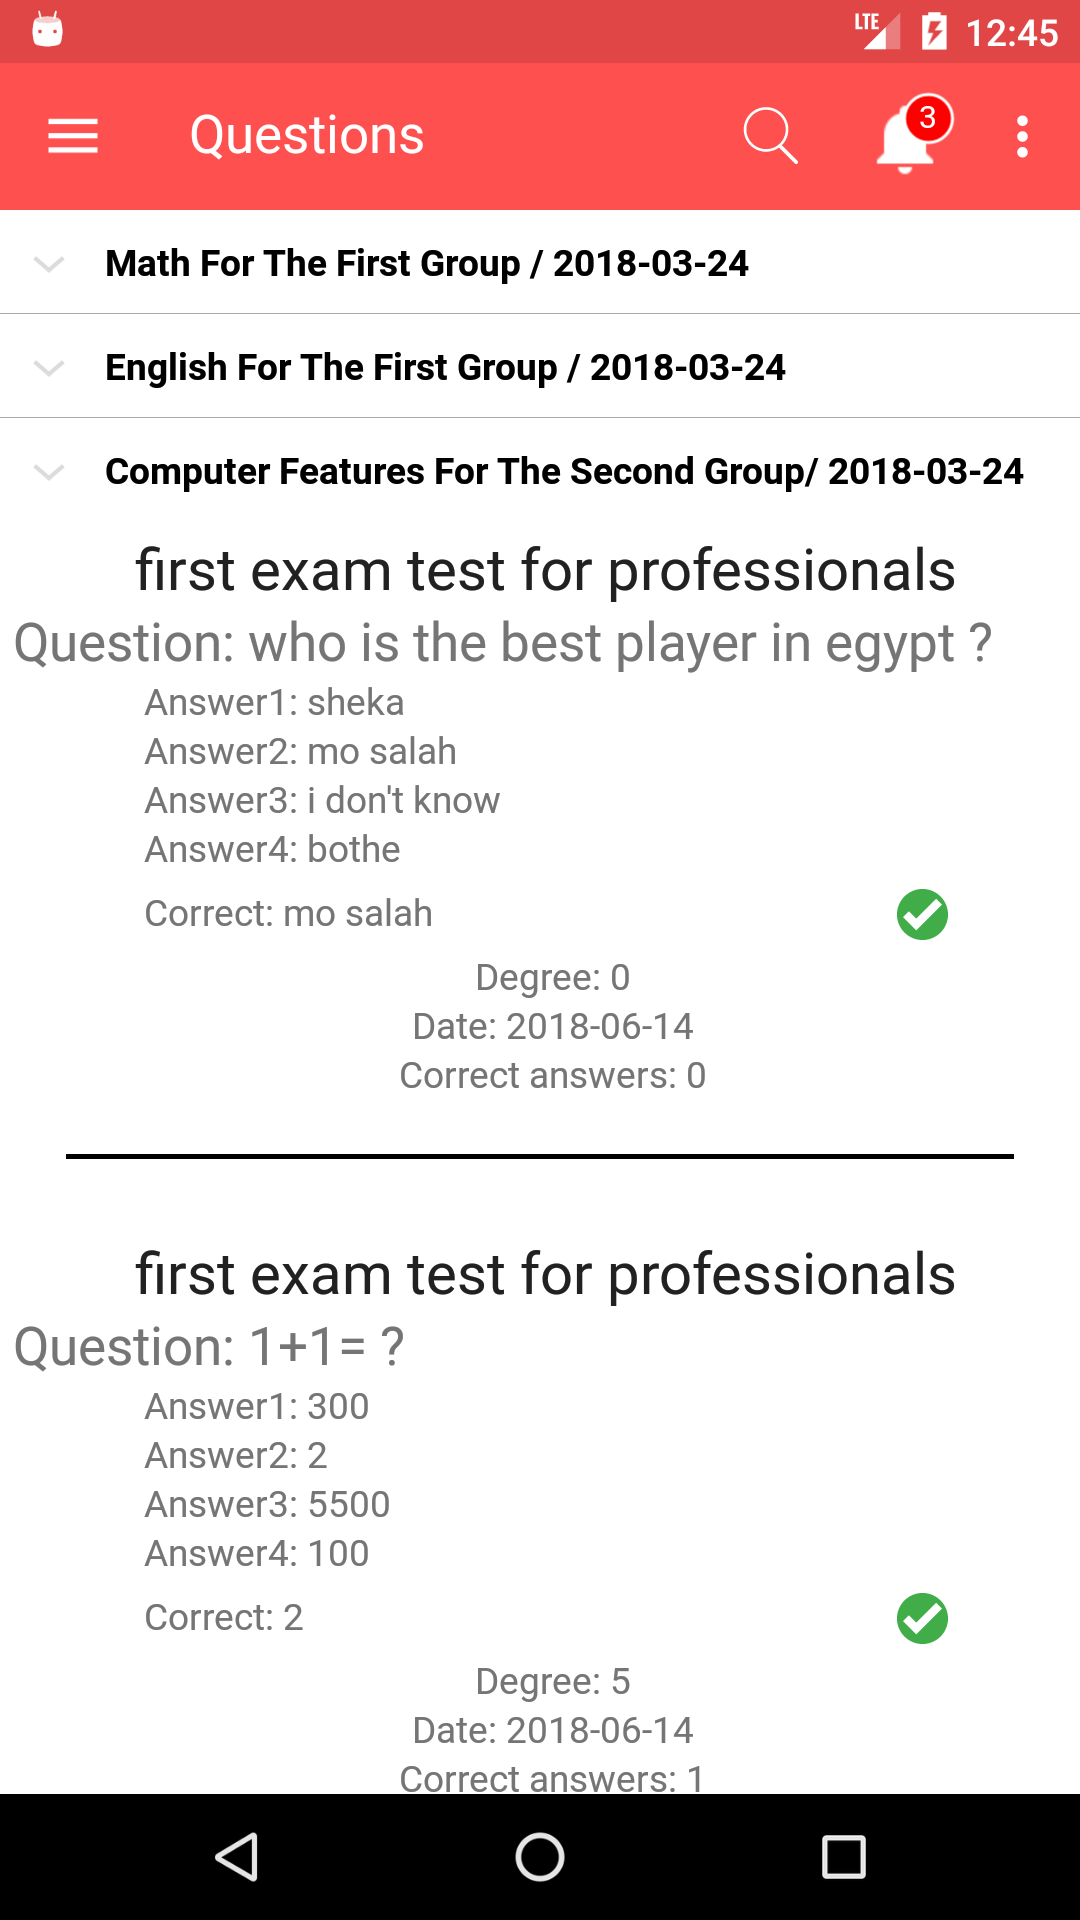 LTE 12:45
Questions 3
Math For The First Group / 2018-03-24
English For The First Group / 2018-03-24
Computer Features For The Second Group/ 2018-03-24
first exam test for professionals
Question: who is the best player in egypt ?
Answer1: sheka
Answer2: mo salah
Answer3: i don't know
Answer4: bothe
Correct: mo salah
Degree: 0
Date: 2018-06-14
Correct answers: 0
first exam test for professionals
Question: 1+1= ?
Answer1: 300
Answer2: 2
Answer3: 5500
Answer4: 100
Correct: 2
Degree: 5
Date: 2018-06-14
Correct answers: 1